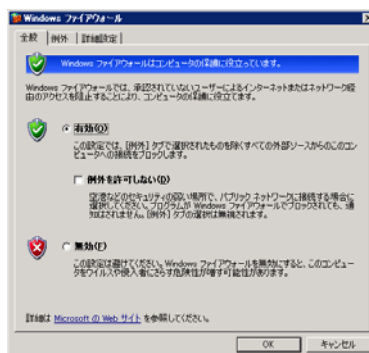 Windows ファイアウォール
全般 例外 詳細設定
Windows ファイアウォールはコンピュータの保護に役立っています。
Windows ファイアウォールでは、承認されていないユーザーによるインターネットまたはネットワーク経
由のアクセスを阻止することにより、コンピュータの保護に役立てます。
有効(O)
この設定では、[例外] タブで選択されたものを除くすべての外部ソースからのこのコン
ピュータへの接続をブロックします。
例外を許可しない(D)
空港などのセキュリティの弱い場所で、パブリック ネットワークに接続する場合に
選択してください。プログラムが Windows ファイアウォールでブロックされても、通
知はされません。[例外] タブの選択は無視されます。
無効(F)
この設定は避けてください。Windows ファイアウォールを無効にすると、このコンピュー
タをウイルスや侵入者にさらす危険性が増す可能性があります。
詳細は Microsoft の Web サイト を参照してください。
OK キャンセル